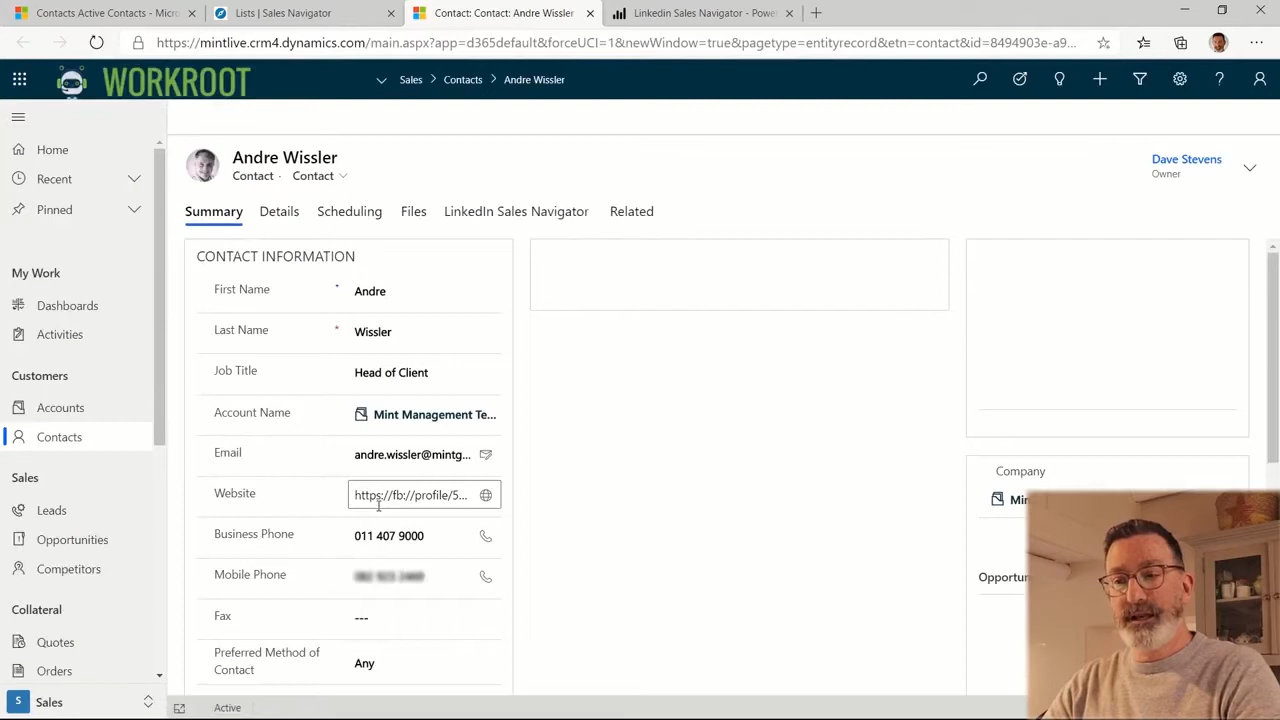 Contacts Active Contacts - Micro
Lists | Sales Navigator
Contact: Contact: Andre Wissler
Linkedin Sales Navigator - Powe
https://mintlive.crm4.dynamics.com/main.aspx?app=d365default&forceUCI=1&newWindow=true&pagetype=entityrecord&etn=contact&id=8494903e-a9...
WORKROOT
Sales
Contacts
Andre Wissler
Home
Recent
Pinned
My Work
Dashboards
Activities
Customers
Accounts
Contacts
Sales
Leads
Opportunities
Competitors
Collateral
Quotes
Orders
S
Sales
Andre Wissler
Contact ·
Contact
Dave Stevens
Owner
Summary
Details
Scheduling
Files
LinkedIn Sales Navigator
Related
CONTACT INFORMATION
First Name *
Andre
Last Name *
Wissler
Job Title
Head of Client
Account Name
Mint Management Te...
Email
andre.wissler@mintg...
Website
https://fb://profile/5...
Business Phone
011 407 9000
Mobile Phone
Fax
---
Preferred Method of
Contact
Any
Company
Min
Opportun
Active